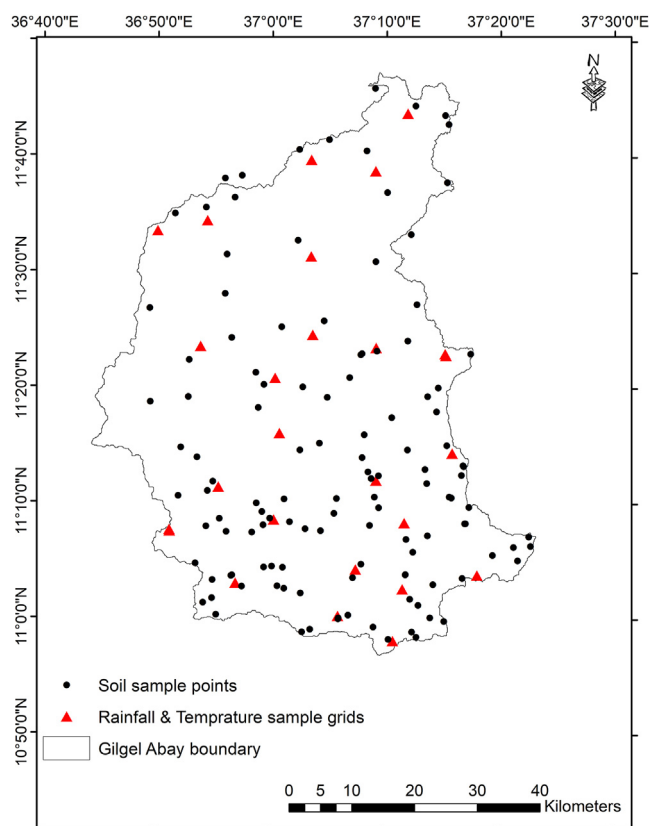 36°40'0"E 36°50'0"E 37°0'0"E 37°10'0"E 37°20'0"E 37°30'0"E
N
11°40'0"N
11°30'0"N
11°20'0"N
11°10'0"N
11°0'0"N
10°50'0"N
Soil sample points
Rainfall & Temprature sample grids
Gilgel Abay boundary
0 5 10 20 30 40
Kilometers